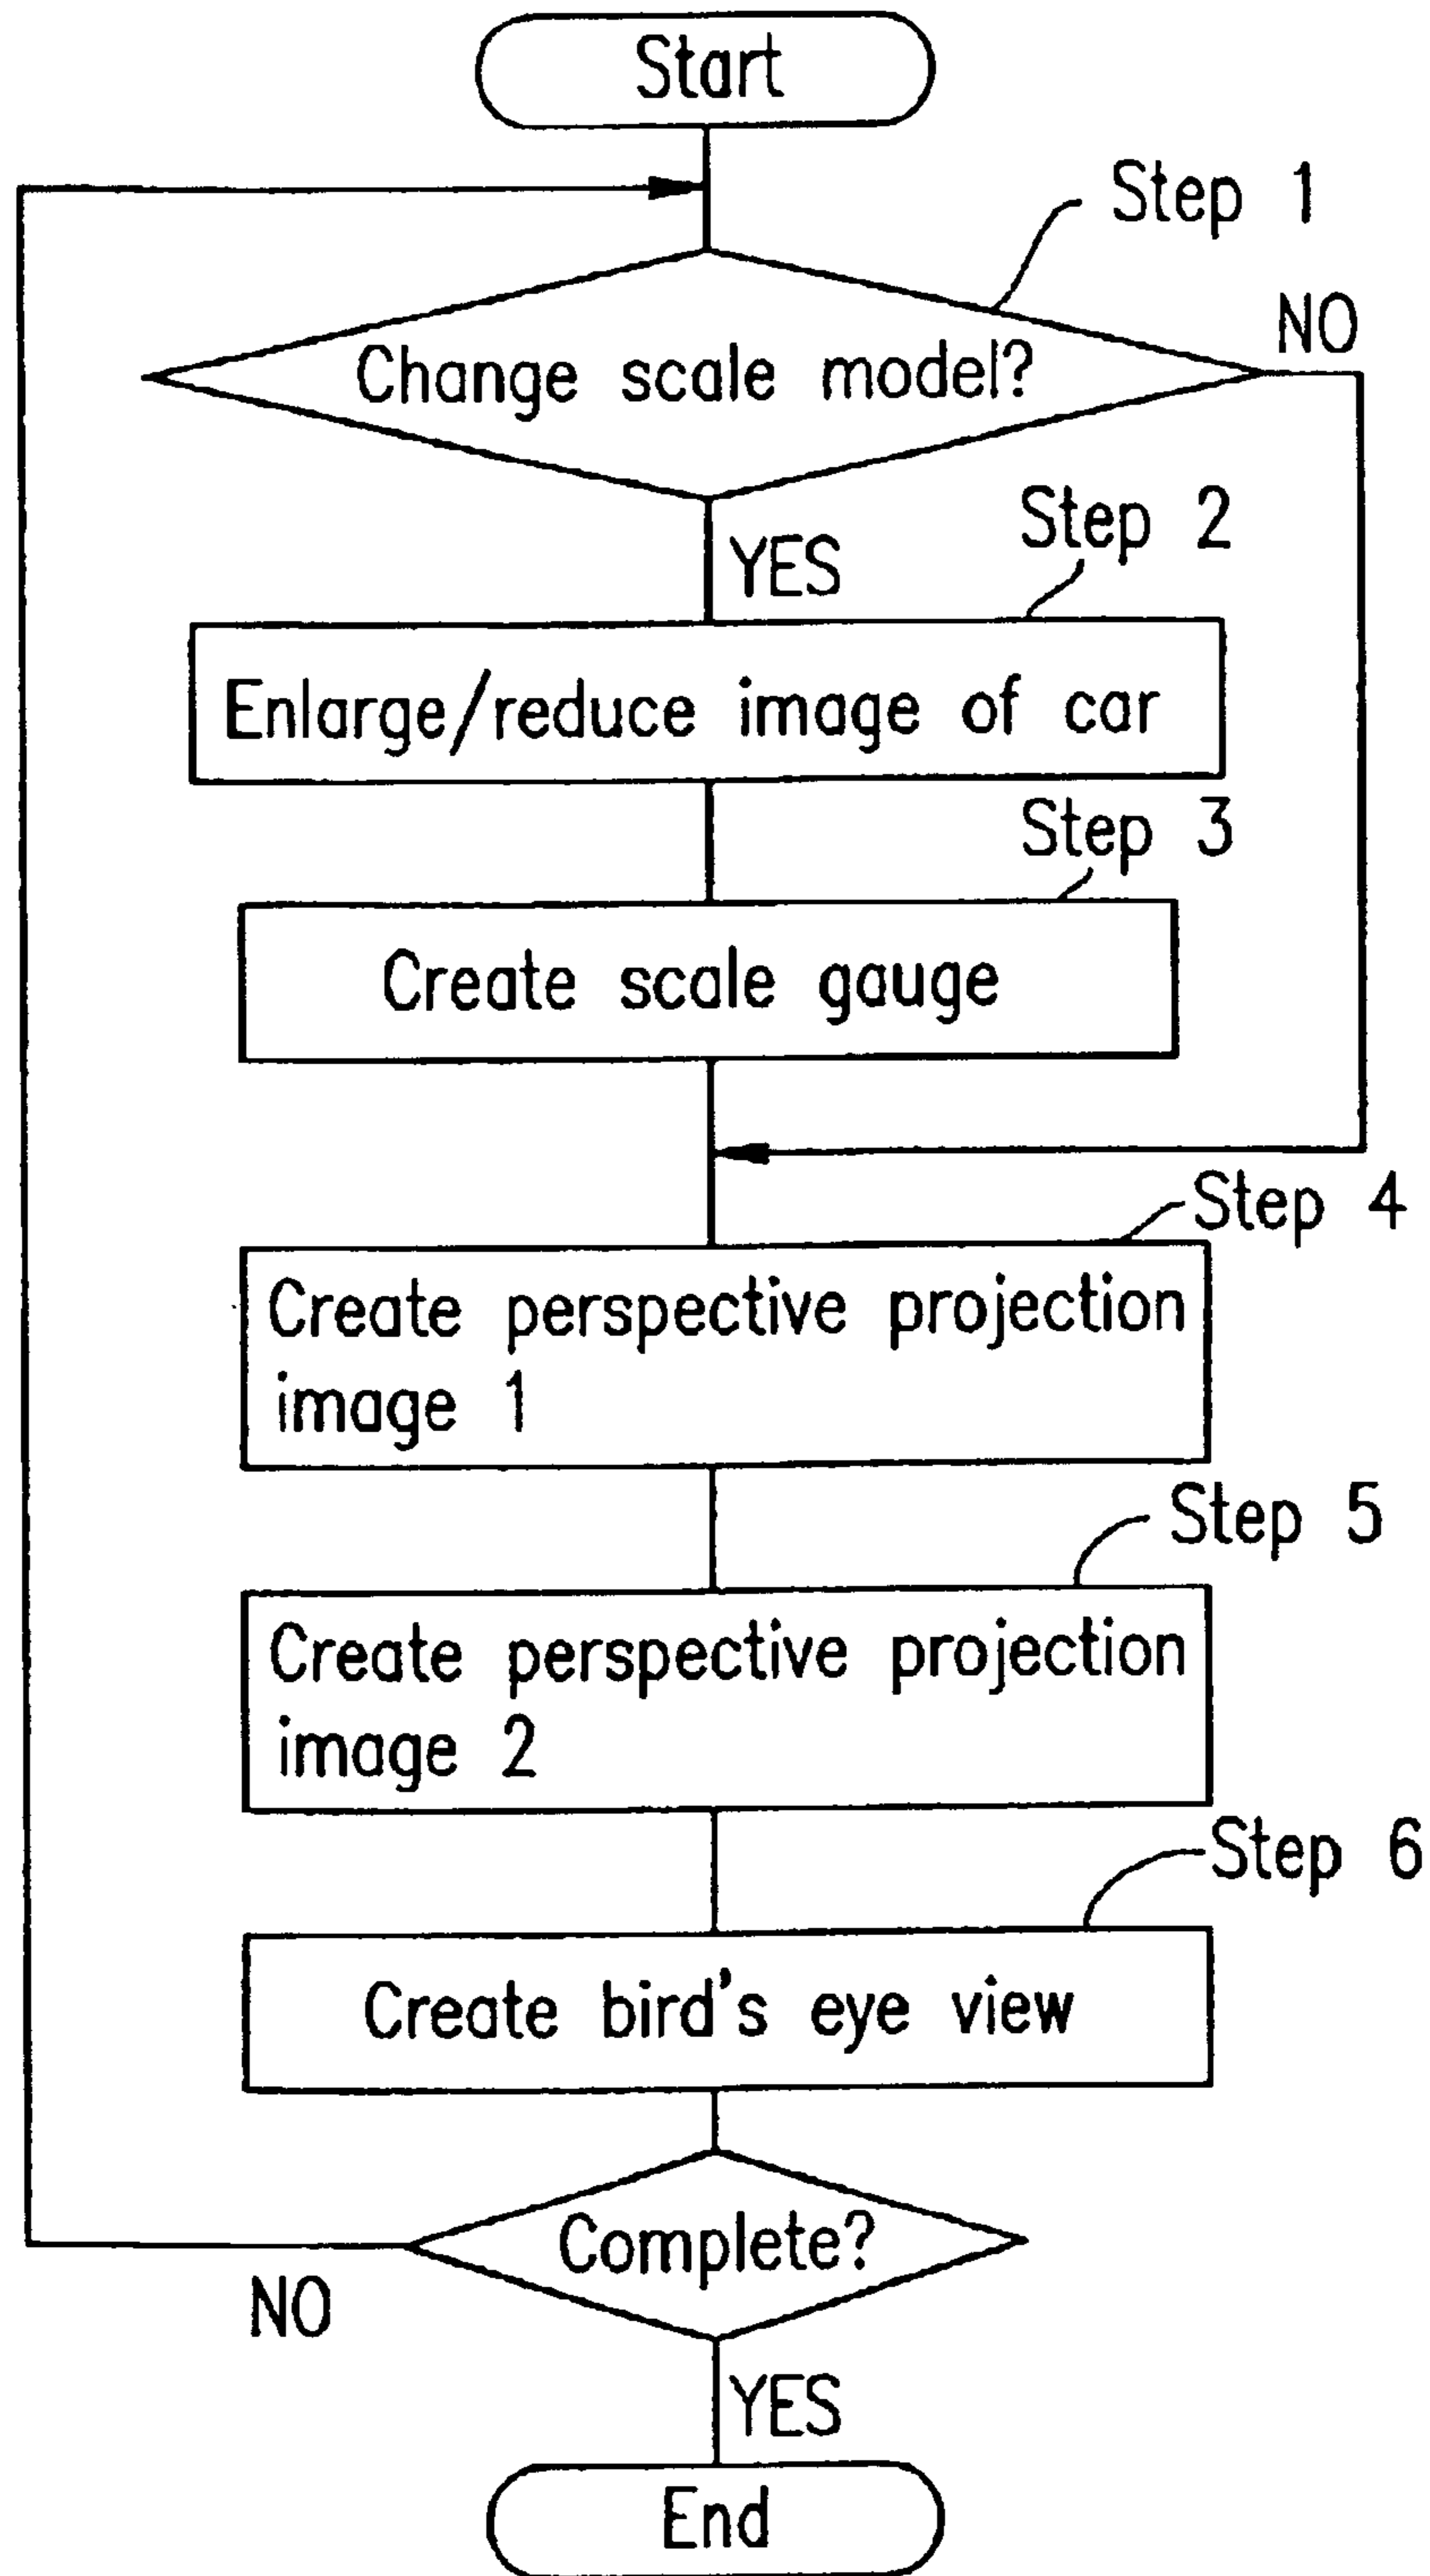 Start
Step 1
Change scale model?
NO
YES
Step 2
Enlarge/reduce image of car
Step 3
Create scale gauge
Step 4
Create perspective projection
image 1
Step 5
Create perspective projection
image 2
Step 6
Create bird's eye view
Complete?
NO
YES
End